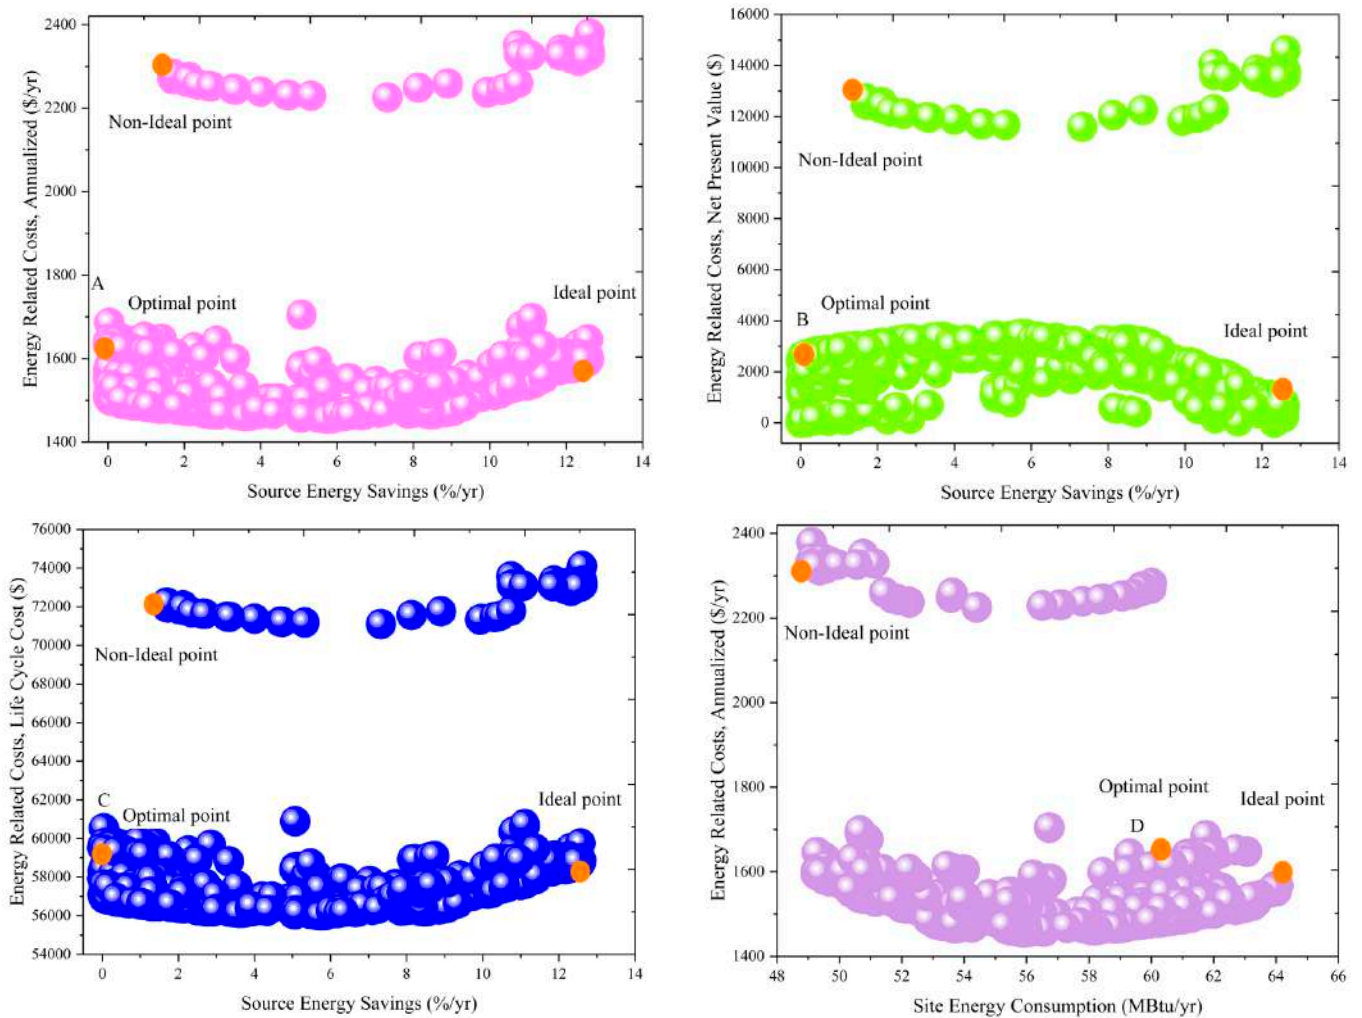 Energy Related Costs, Annualized ($/yr)
2400
2200
2000
1800
1600
1400
Non-Ideal point
A
Optimal point
Ideal point
0 2 4 6 8 10 12 14
Source Energy Savings (%/yr)
Energy Related Costs, Net Present Value ($)
16000
14000
12000
10000
8000
6000
4000
2000
0
Non-Ideal point
B
Optimal point
Ideal point
0 2 4 6 8 10 12 14
Source Energy Savings (%/yr)
Energy Related Costs, Life Cycle Cost ($)
76000
74000
72000
70000
68000
66000
64000
62000
60000
58000
56000
54000
Non-Ideal point
C
Optimal point
Ideal point
0 2 4 6 8 10 12 14
Source Energy Savings (%/yr)
Energy Related Costs, Annualized ($/yr)
2400
2200
2000
1800
1600
1400
Non-Ideal point
Optimal point
D
Ideal point
48 50 52 54 56 58 60 62 64 66
Site Energy Consumption (MBtu/yr)